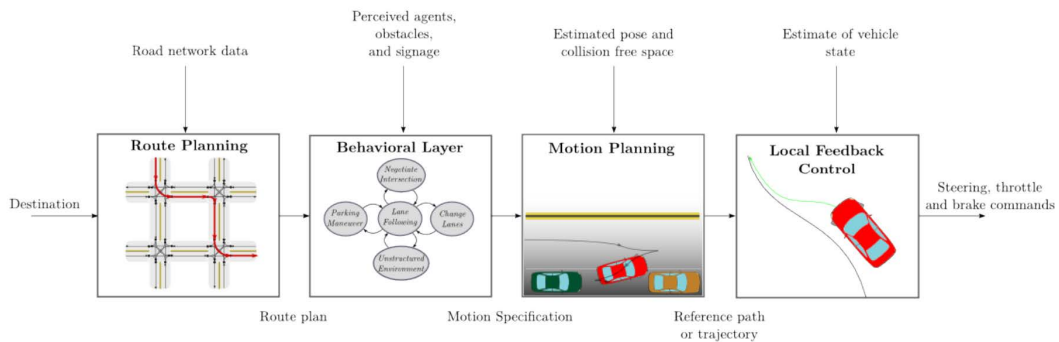 Road network data
Perceived agents,
obstacles,
and signage
Estimated pose and
collision free space
Estimate of vehicle
state
Destination
Route Planning
Behavioral Layer
Negotiate
Intersection
Parking
Maneuver
Lane
Following
Change
Lanes
Unstructured
Environment
Motion Planning
Local Feedback
Control
Steering, throttle
and brake commands
Route plan
Motion Specification
Reference path
or trajectory